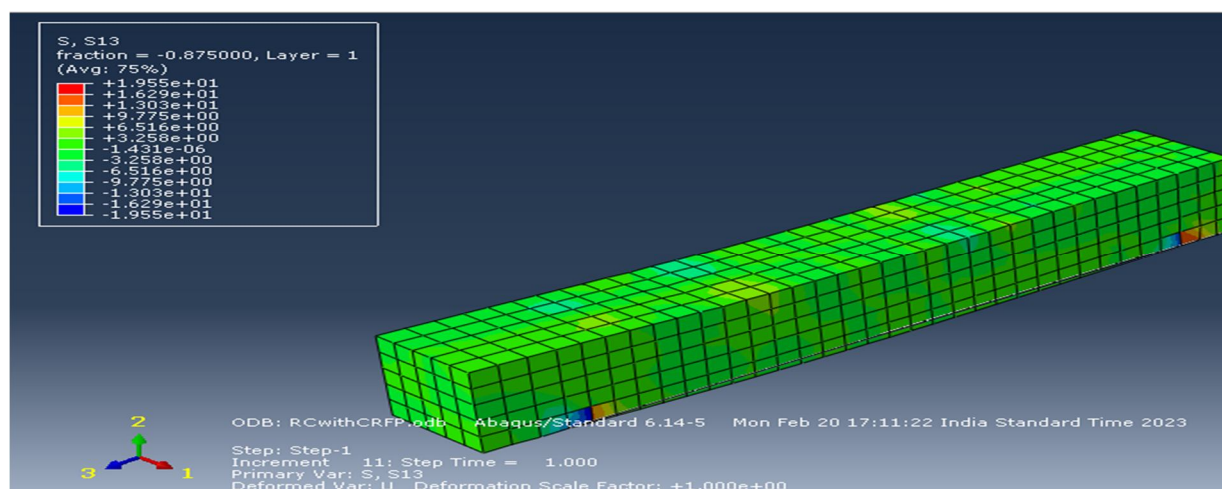 S, S13
fraction = -0.875000, Layer = 1
(Avg: 75%)
+1.955e+01
+1.629e+01
+1.303e+01
+9.775e+00
+6.516e+00
+3.258e+00
-1.431e-06
-3.258e+00
-6.516e+00
-9.775e+00
-1.303e+01
-1.629e+01
-1.955e+01
2
3
1
ODB: RCwithCRFP.odb Abaqus/Standard 6.14-5 Mon Feb 20 17:11:22 India Standard Time 2023
Step: Step-1
Increment 11: Step Time = 1.000
Primary Var: S, S13
Deformed Var: U Deformation Scale Factor: +1.000e+00